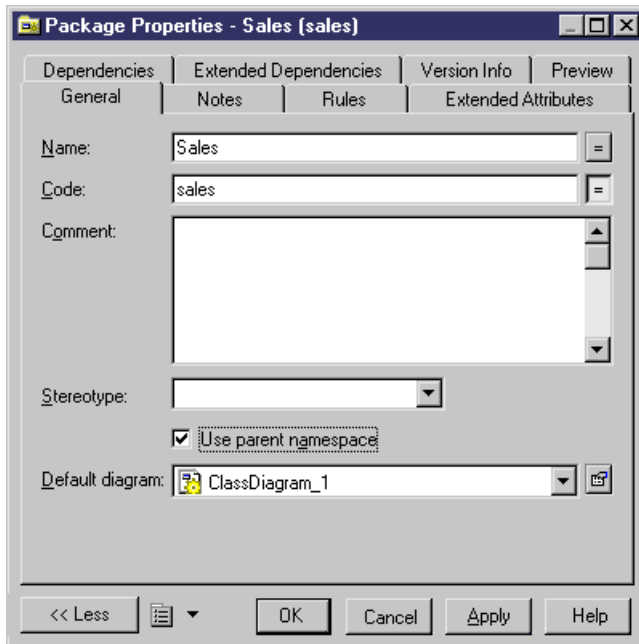 Package Properties - Sales (sales)
Dependencies Extended Dependencies Version Info Preview
General Notes Rules Extended Attributes
Name: Sales =
Code: sales =
Comment:
Stereotype:
Use parent namespace
Default diagram: ClassDiagram_1
<< Less OK Cancel Apply Help